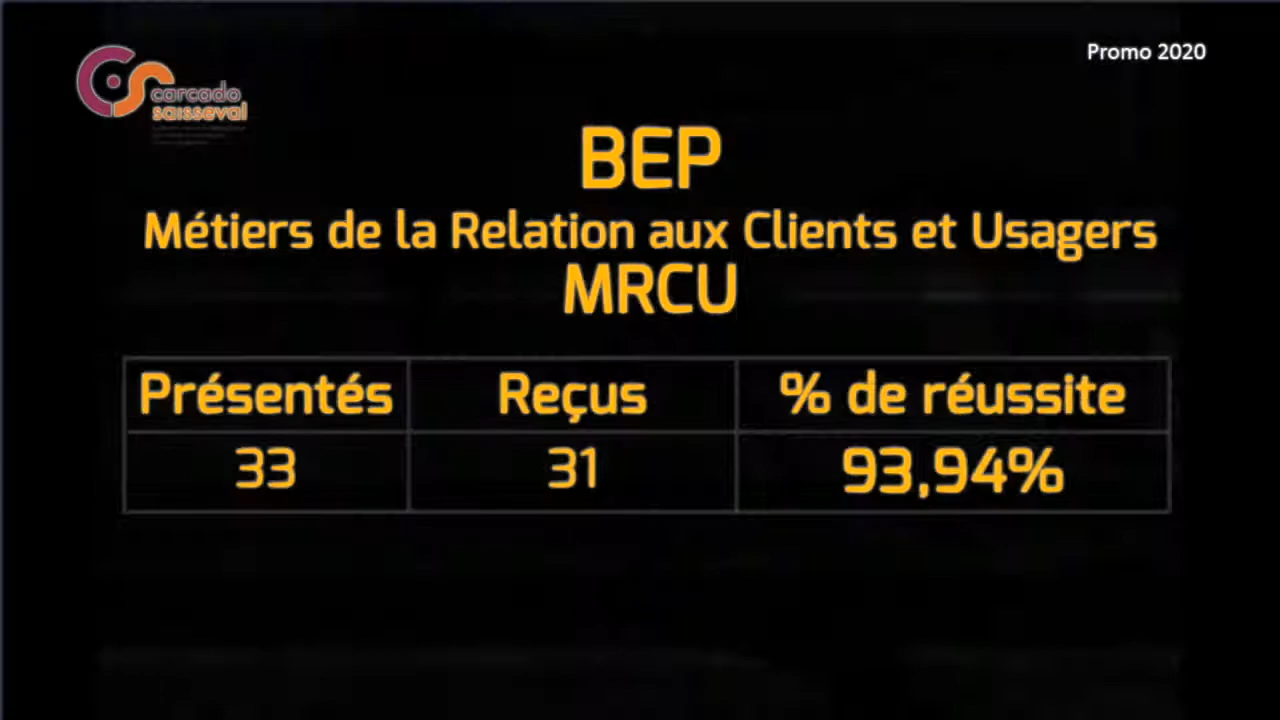 Promo 2020
carcado
saisseval
BEP
Métiers de la Relation aux Clients et Usagers
MRCU
Présentés Reçus % de réussite
33 31 93,94%